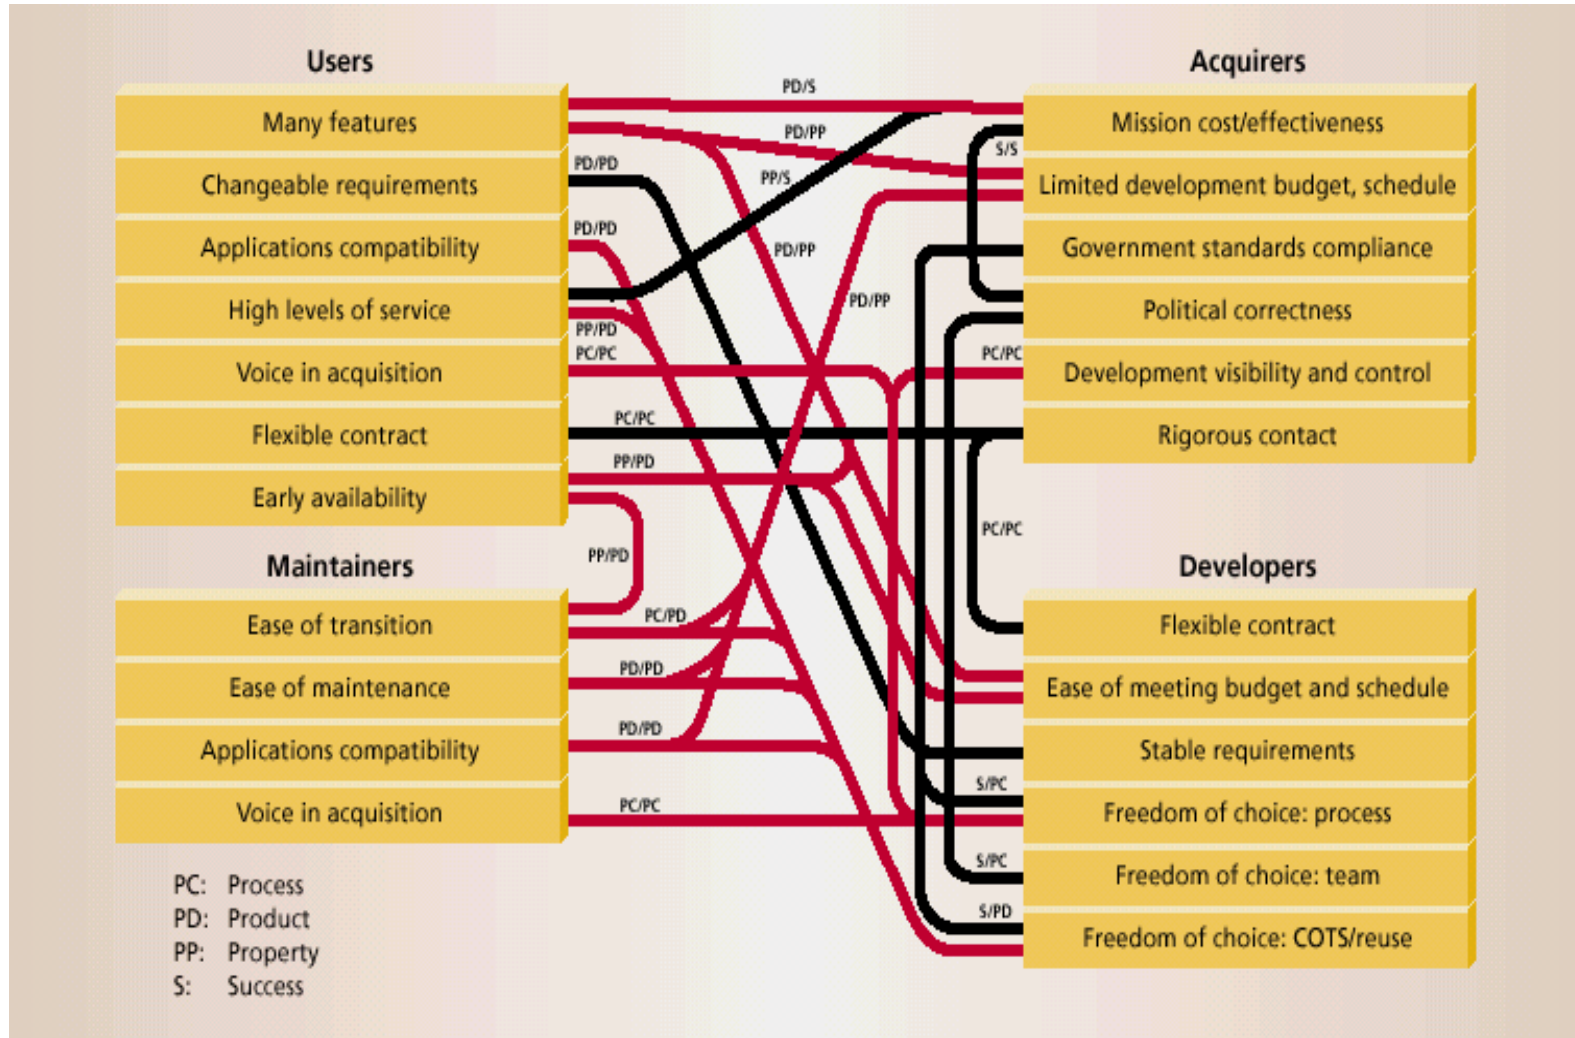 Users
Many features
Changeable requirements
Applications compatibility
High levels of service
Voice in acquisition
Flexible contract
Early availability
Maintainers
Ease of transition
Ease of maintenance
Applications compatibility
Voice in acquisition
PC: Process
PD: Product
PP: Property
S: Success
PD/S
PD/PP
PD/PD
PP/S
PD/PD
PD/PP
PD/PP
PP/PD
PC/PC
PC/PC
PP/PD
PP/PD
PC/PD
PD/PD
PD/PD
PC/PC
S/S
PC/PC
PC/PC
S/PC
S/PC
S/PD
Acquirers
Mission cost/effectiveness
Limited development budget, schedule
Government standards compliance
Political correctness
Development visibility and control
Rigorous contact
Developers
Flexible contract
Ease of meeting budget and schedule
Stable requirements
Freedom of choice: process
Freedom of choice: team
Freedom of choice: COTS/reuse